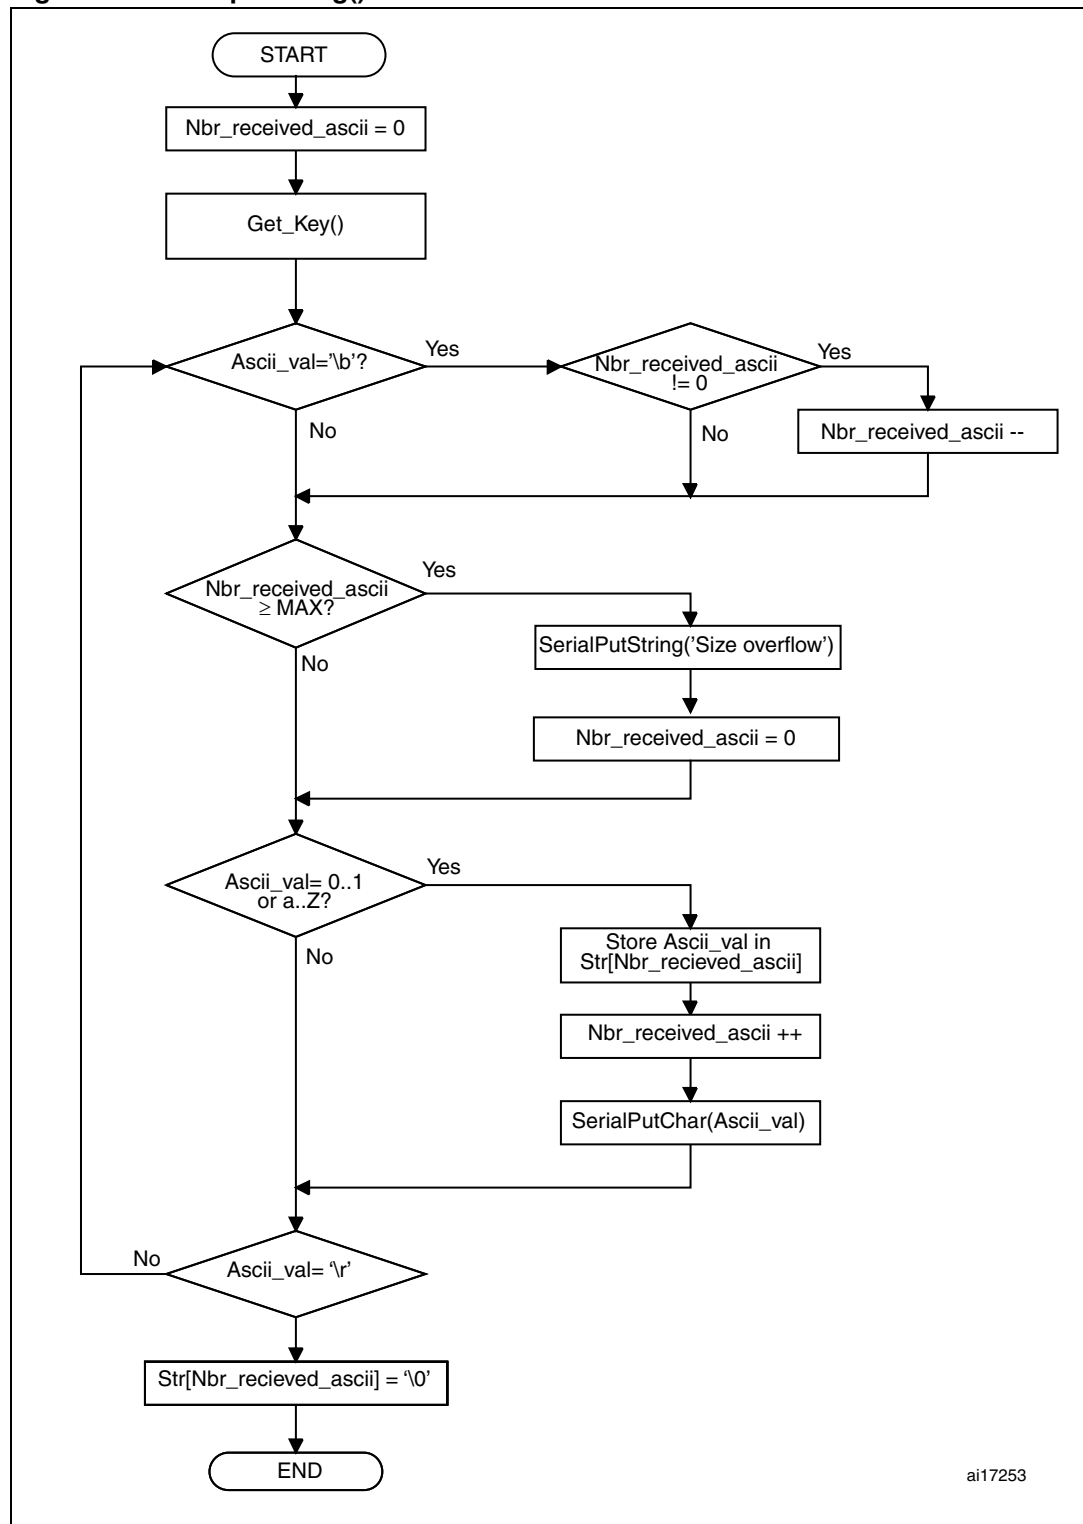 START
Nbr_received_ascii = 0
Get_Key()
Ascii_val='\b'?
Yes
Nbr_received_ascii
!= 0
Yes
No
No
Nbr_received_ascii --
Nbr_received_ascii
≥ MAX?
Yes
No
SerialPutString('Size overflow')
Nbr_received_ascii = 0
Ascii_val= 0..1
or a..Z?
Yes
No
Store Ascii_val in
Str[Nbr_recieved_ascii]
Nbr_received_ascii ++
SerialPutChar(Ascii_val)
No
Ascii_val= ‘\r’
Str[Nbr_recieved_ascii] = ‘\0’
END
ai17253